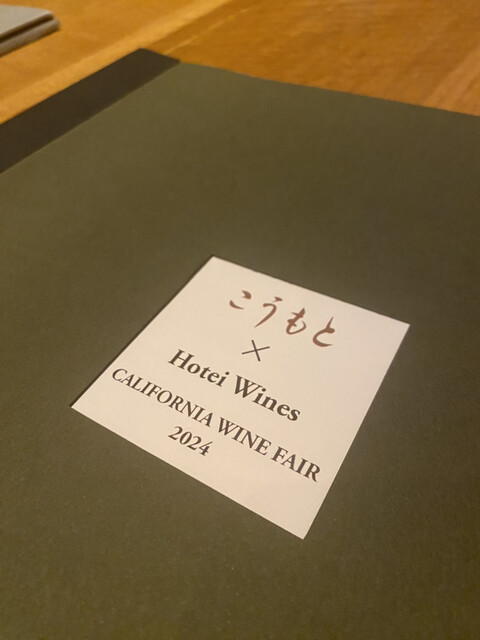 こうもと
×
Hotei Wines
CALIFORNIA WINE FAIR
2024